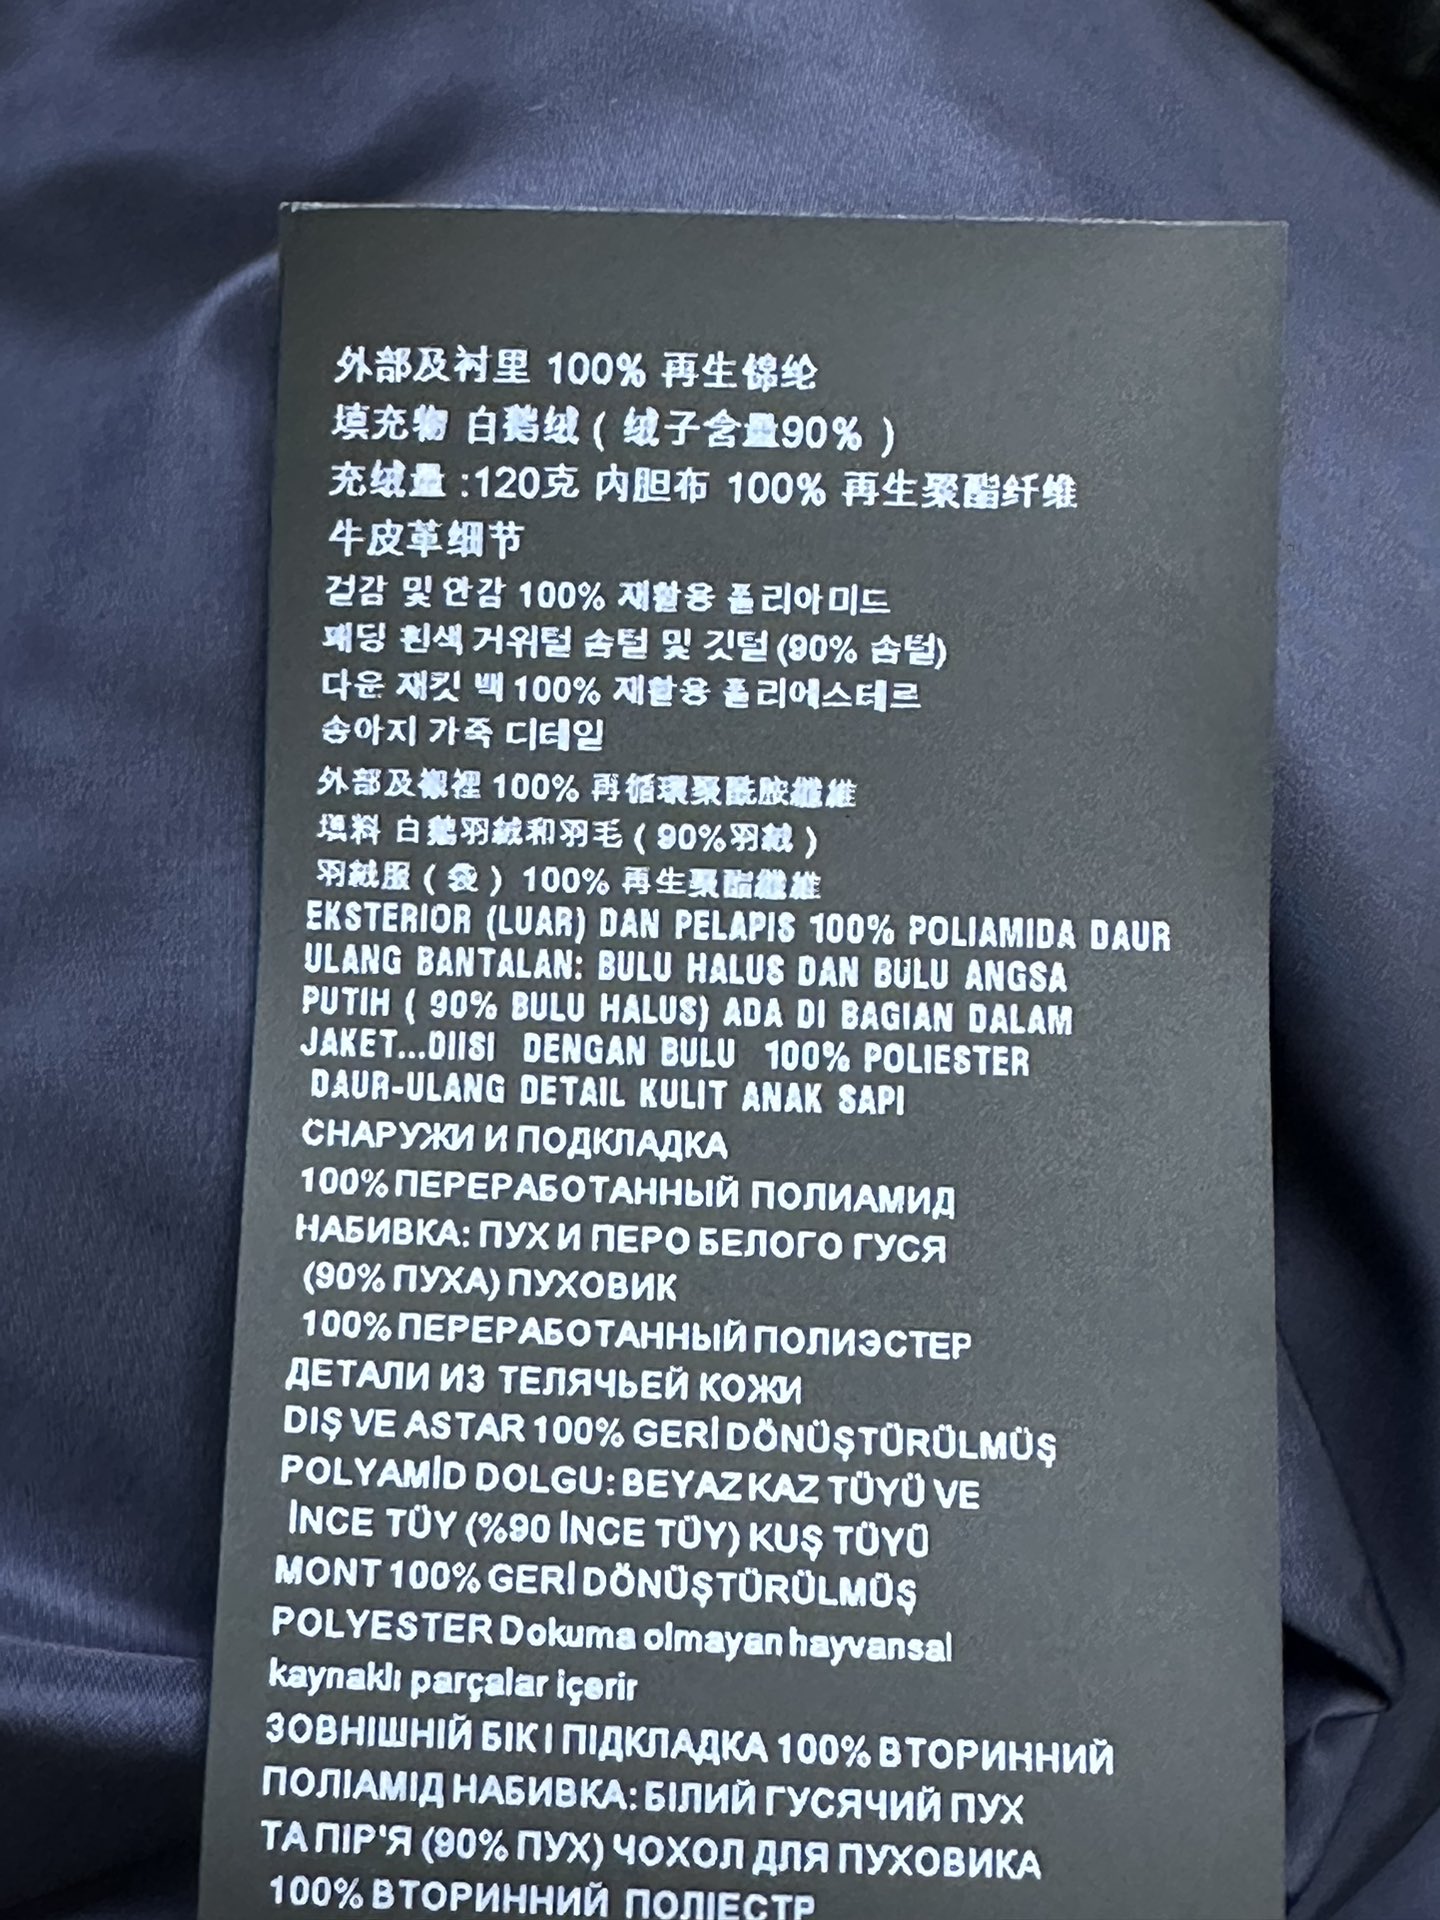 外部及衬里 100% 再生锦纶
填充物 白鹅绒 ( 绒子含量90% )
充绒量 :120克 内胆布 100% 再生聚酯纤维
牛皮革细节
겉감 및 안감 100% 재활용 폴리아미드
패딩 흰색 거위털 솜털 및 깃털 (90% 솜털)
다운 재킷 백 100% 재활용 폴리에스테르
송아지 가죽 디테일
外部及襯裡 100% 再循環聚酰胺纖維
填料 白鵝羽絨和羽毛 ( 90%羽絨 )
羽絨服 ( 袋 ) 100% 再生聚酯纖維
EKSTERIOR (LUAR) DAN PELAPIS 100% POLIAMIDA DAUR
ULANG BANTALAN: BULU HALUS DAN BULU ANGSA
PUTIH ( 90% BULU HALUS) ADA DI BAGIAN DALAM
JAKET...DIISI DENGAN BULU 100% POLIESTER
DAUR-ULANG DETAIL KULIT ANAK SAPI
СНАРУЖИ И ПОДКЛАДКА
100% ПЕРЕРАБОТАННЫЙ ПОЛИАМИД
НАБИВКА: ПУХ И ПЕРО БЕЛОГО ГУСЯ
(90% ПУХА) ПУХОВИК
100% ПЕРЕРАБОТАННЫЙ ПОЛИЭСТЕР
ДЕТАЛИ ИЗ ТЕЛЯЧЬЕЙ КОЖИ
DIŞ VE ASTAR 100% GERİ DÖNÜŞTÜRÜLMÜŞ
POLYAMİD DOLGU: BEYAZ KAZ TÜYÜ VE
İNCE TÜY (%90 İNCE TÜY) KUŞ TÜYÜ
MONT 100% GERİ DÖNÜŞTÜRÜLMÜŞ
POLYESTER Dokuma olmayan hayvansal
kaynaklı parçalar içerir
ЗОВНІШНІЙ БІК І ПІДКЛАДКА 100% ВТОРИННИЙ
ПОЛІАМІД НАБИВКА: БІЛИЙ ГУСЯЧИЙ ПУХ
ТА ПІР'Я (90% ПУХ) ЧОХОЛ ДЛЯ ПУХОВИКА
100% ВТОРИННИЙ ПОЛІЕСТР